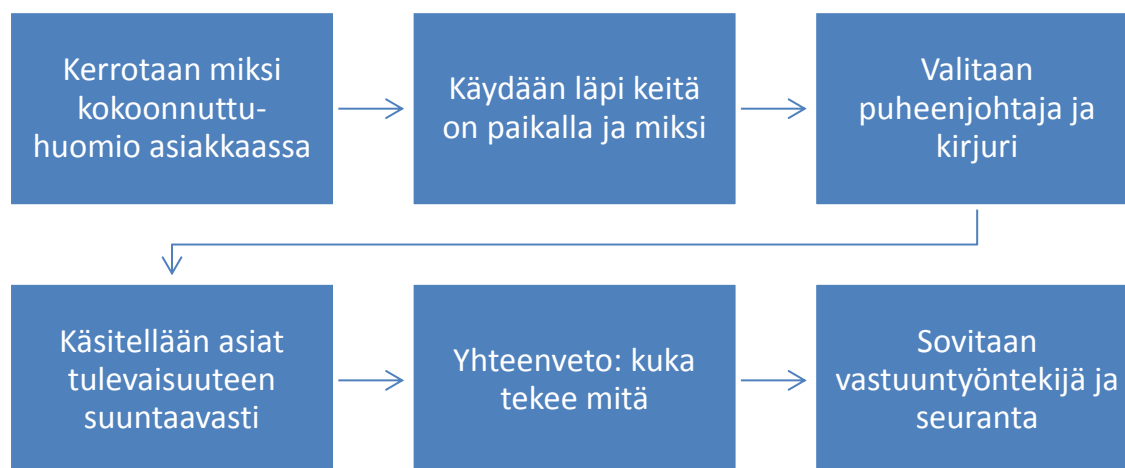 Kerrotaan miksi
kokoonnuttu-
huomio asiakkaassa
Käydään läpi keitä
on paikalla ja miksi
Valitaan
puheenjohtaja ja
kirjuri
Käsitellään asiat
tulevaisuuteen
suuntaavasti
Yhteenveto: kuka
tekee mitä
Sovitaan
vastuuntyöntekijä ja
seuranta